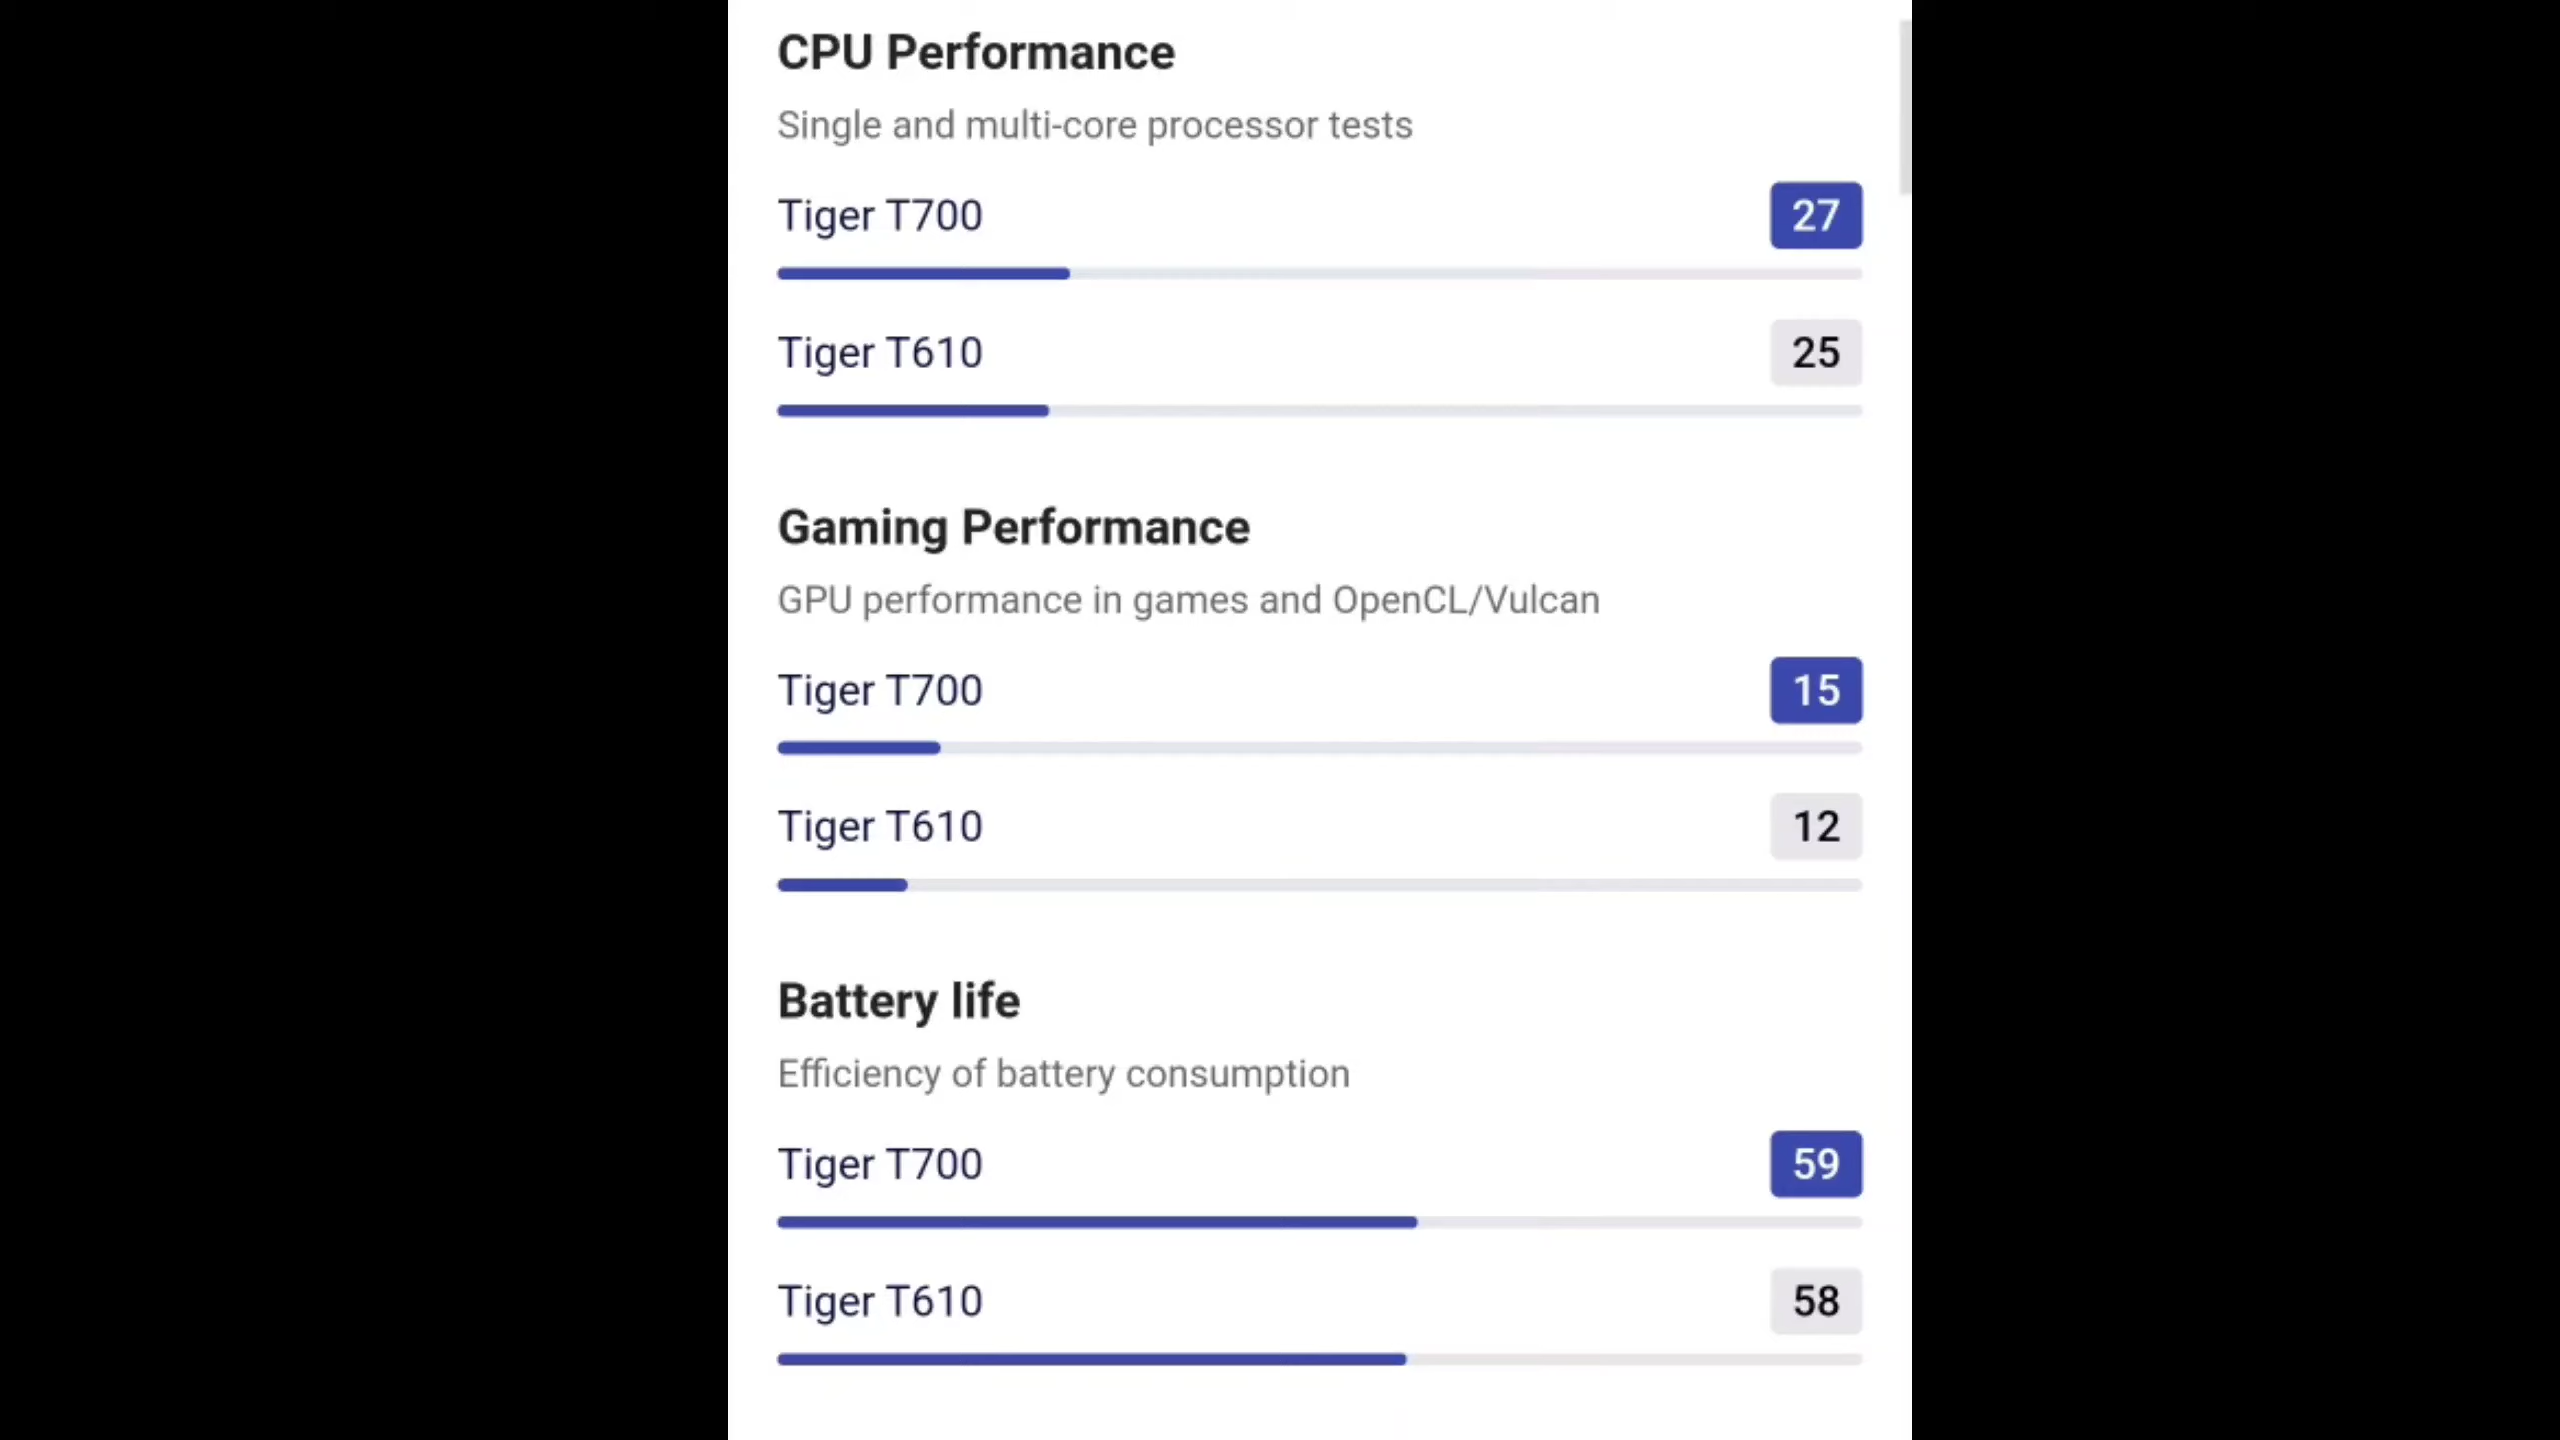 CPU Performance
Single and multi-core processor tests
Tiger T700 27
Tiger T610 25
Gaming Performance
GPU performance in games and OpenCL/Vulcan
Tiger T700 15
Tiger T610 12
Battery life
Efficiency of battery consumption
Tiger T700 59
Tiger T610 58